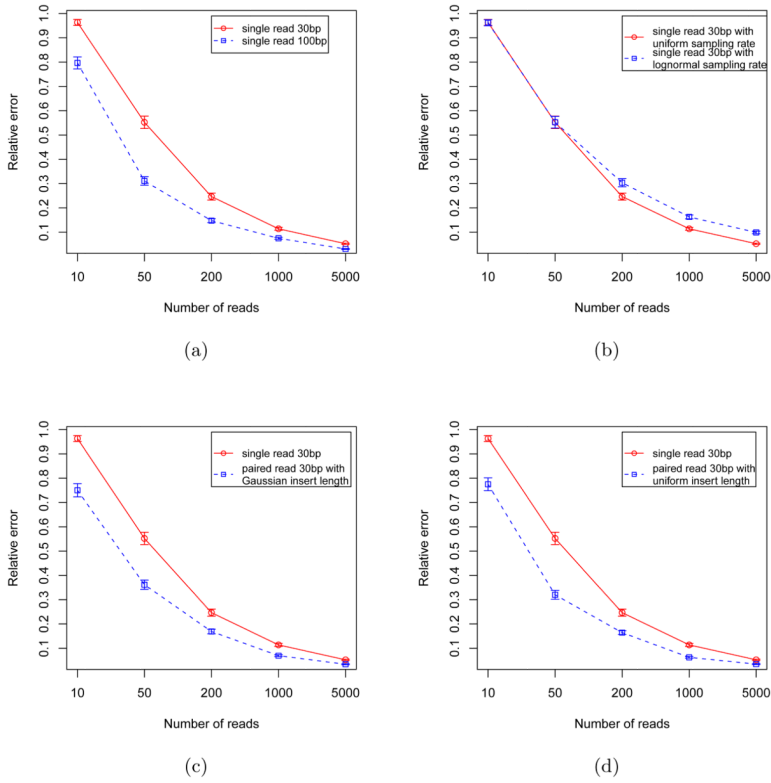 1.0
0.9
0.8
0.7
0.6
0.5
0.4
0.3
0.2
0.1
Relative error
single read 30bp
single read 100bp
10 50 200 1000 5000
Number of reads
(a)
1.0
0.9
0.8
0.7
0.6
0.5
0.4
0.3
0.2
0.1
Relative error
single read 30bp with
uniform sampling rate
single read 30bp with
lognormal sampling rate
10 50 200 1000 5000
Number of reads
(b)
1.0
0.9
0.8
0.7
0.6
0.5
0.4
0.3
0.2
0.1
Relative error
single read 30bp
paired read 30bp with
Gaussian insert length
10 50 200 1000 5000
Number of reads
(c)
1.0
0.9
0.8
0.7
0.6
0.5
0.4
0.3
0.2
0.1
Relative error
single read 30bp
paired read 30bp with
uniform insert length
10 50 200 1000 5000
Number of reads
(d)